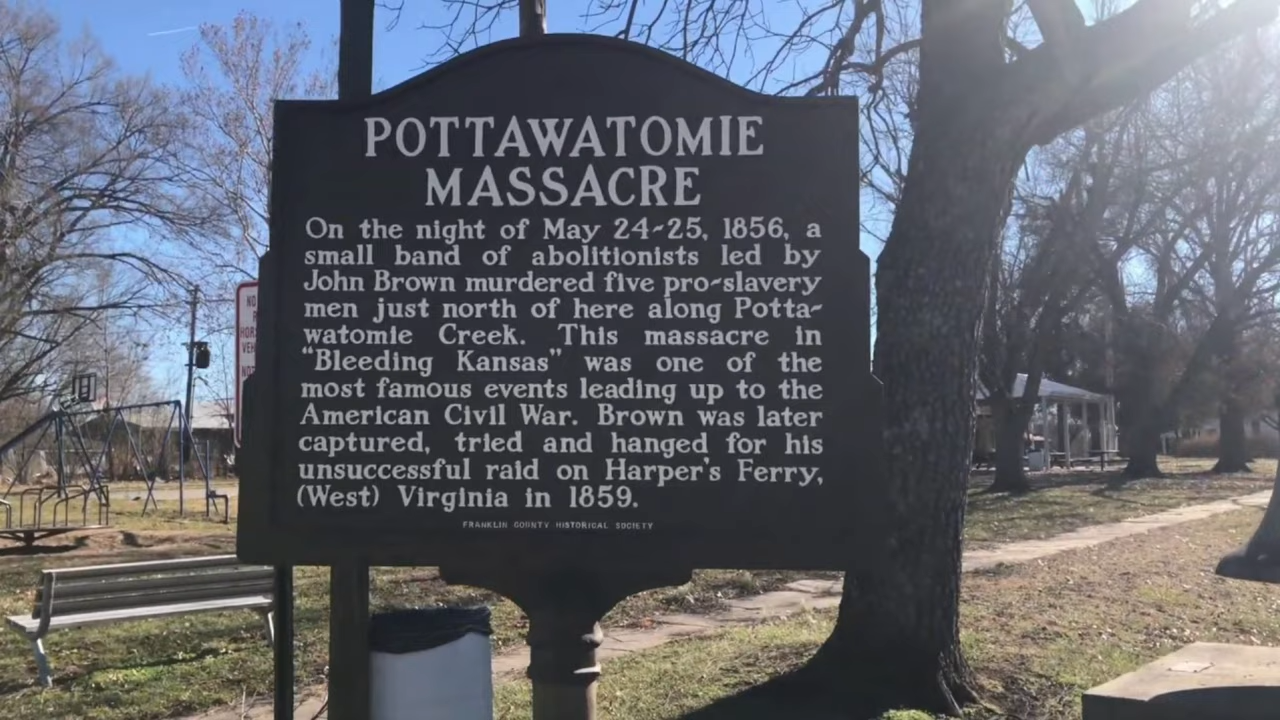 POTTAWATOMIE
MASSACRE
On the night of May 24-25, 1856, a
small band of abolitionists led by
John Brown murdered five pro-slavery
men just north of here along Potta-
watomie Creek. This massacre in
"Bleeding Kansas" was one of the
most famous events leading up to the
American Civil War. Brown was later
captured, tried and hanged for his
unsuccessful raid on Harper's Ferry,
(West) Virginia in 1859.
FRANKLIN COUNTY HISTORICAL SOCIETY
NO
H